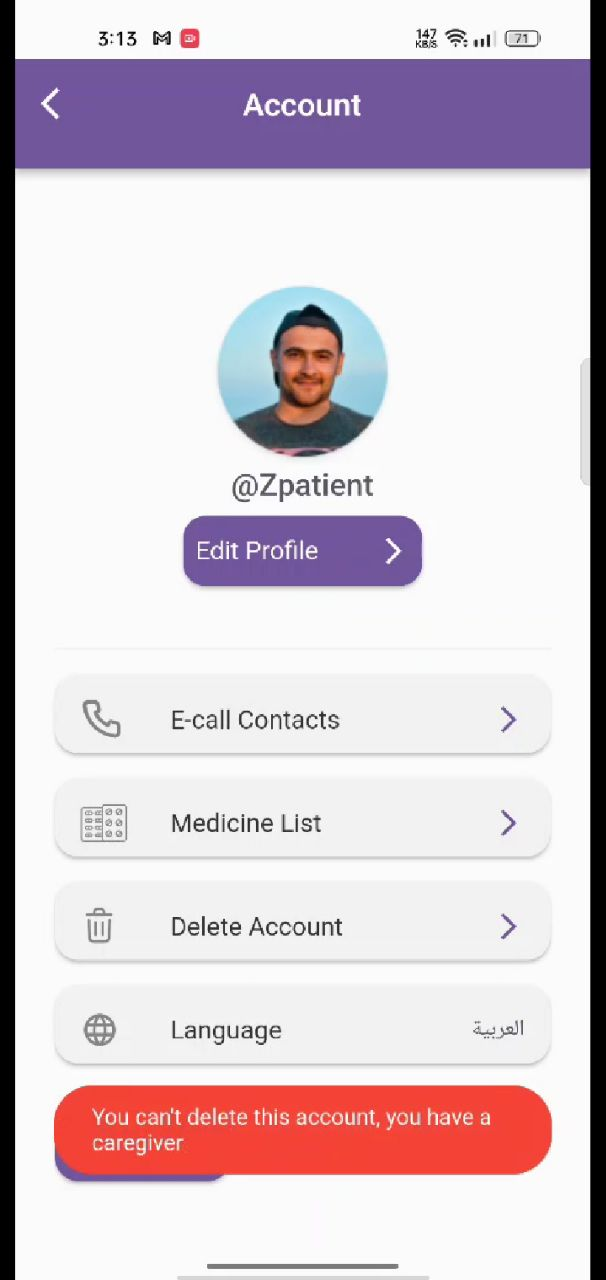 3:13
147
KB/S
71
Account
@Zpatient
Edit Profile
E-call Contacts
Medicine List
Delete Account
Language
العربية
You can't delete this account, you have a
caregiver